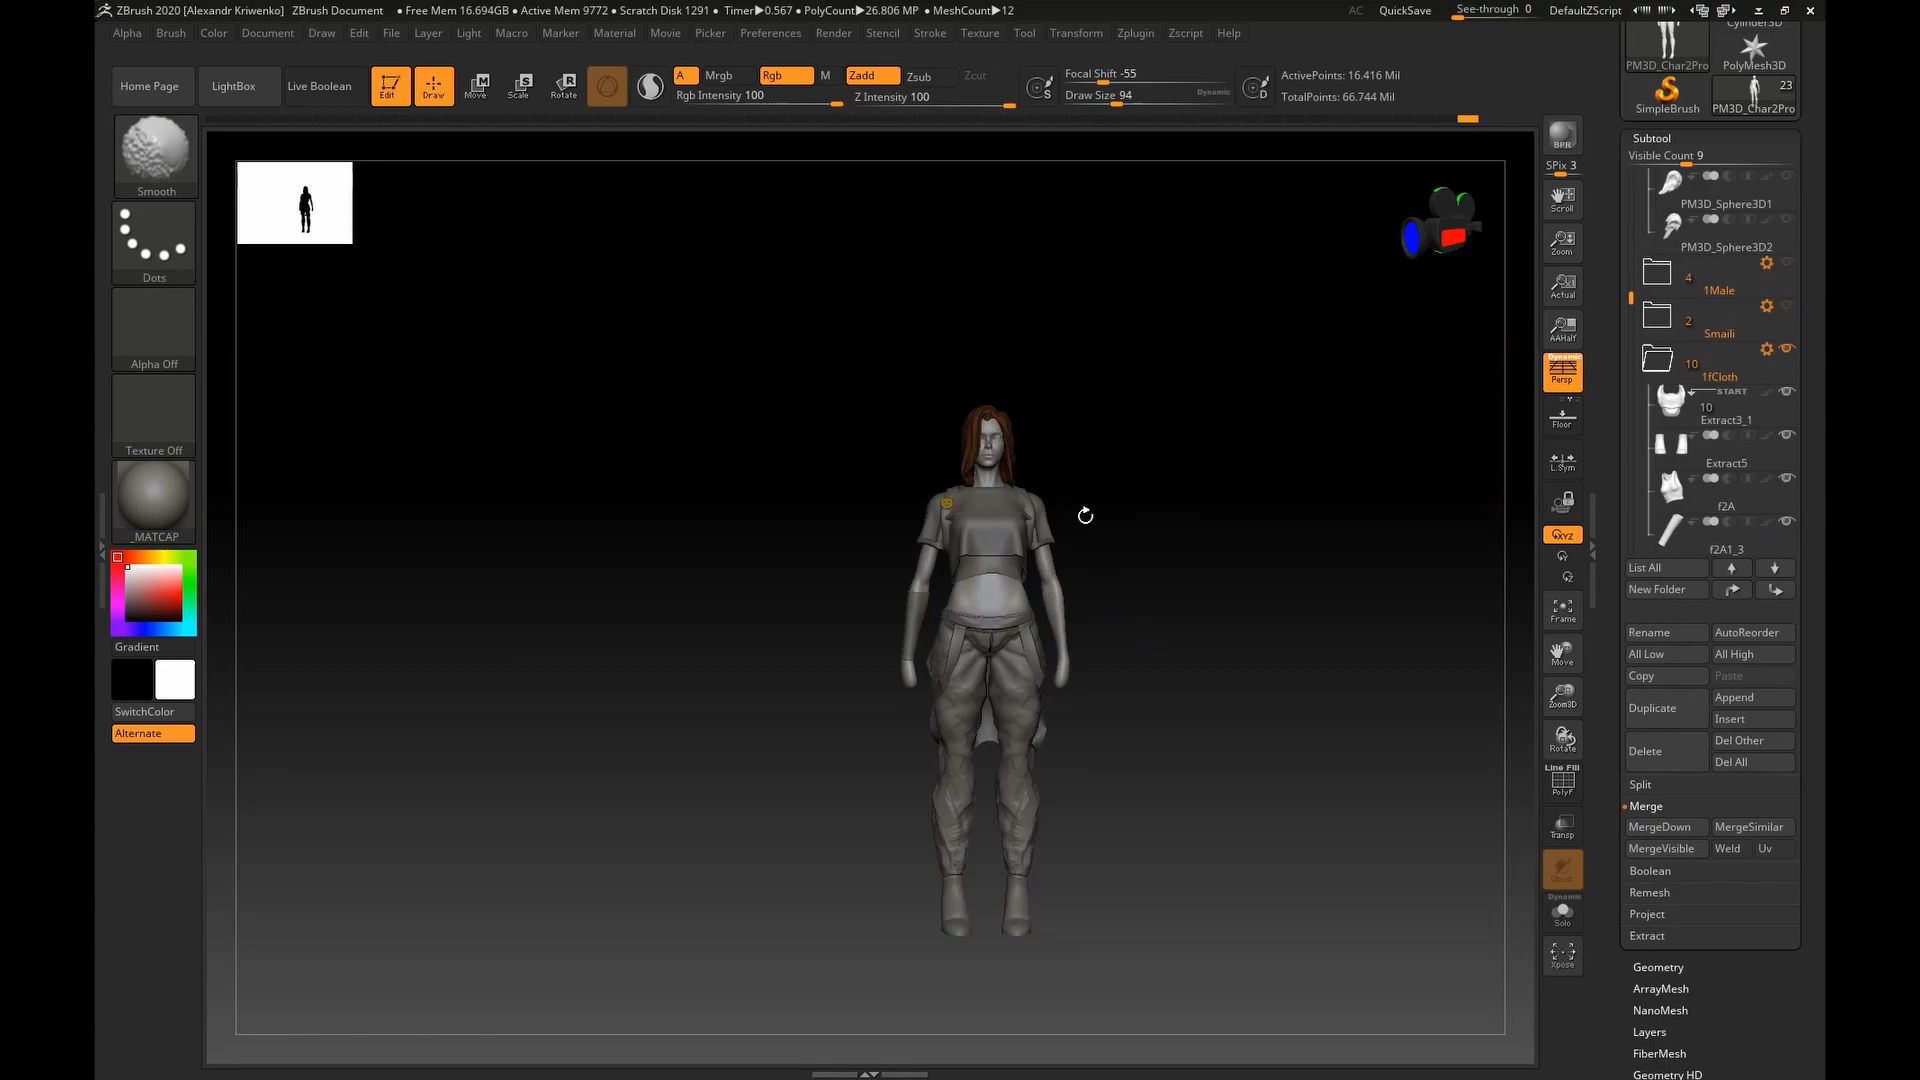 ZBrush 2020 [Alexandr Kriwenko] ZBrush Document • Free Mem 16.694GB • Active Mem 9772 • Scratch Disk 1291 • Timer▶0.567 • PolyCount▶26.806 MP • MeshCount▶12 AC QuickSave See-through 0 DefaultZScript
Alpha Brush Color Document Draw Edit File Layer Light Macro Marker Material Movie Picker Preferences Render Stencil Stroke Texture Tool Transform Zplugin Zscript Help
Home Page LightBox Live Boolean Edit Draw Move Scale Rotate
M S R
A Mrgb Rgb M Zadd Zsub Zcut
Rgb Intensity 100 Z Intensity 100
S
Focal Shift -55
Draw Size 94 Dynamic
D
ActivePoints: 16.416 Mil
TotalPoints: 66.744 Mil
Smooth
Dots
Alpha Off
Texture Off
_MATCAP
Gradient
SwitchColor
Alternate
BPR
SPix 3
Scroll
Zoom
Actual
AAHalf
Dynamic
Persp
Floor
L.Sym
XYZ
Frame
Move
Zoom3D
Rotate
Line Fill
PolyF
Transp
Ghost
Dynamic
Solo
Xpose
Cylinder3D
PM3D_Char2Pro PolyMesh3D
23
SimpleBrush PM3D_Char2Pro
Subtool
Visible Count 9
PM3D_Sphere3D1
PM3D_Sphere3D2
4
1Male
2
Smaili
10
1fCloth
START
10
Extract3_1
Extract5
f2A
f2A1_3
List All
New Folder
Rename AutoReorder
All Low All High
Copy Paste
Duplicate Append
Insert
Delete Del Other
Del All
Split
Merge
MergeDown MergeSimilar
MergeVisible Weld Uv
Boolean
Remesh
Project
Extract
Geometry
ArrayMesh
NanoMesh
Layers
FiberMesh
Geometry HD